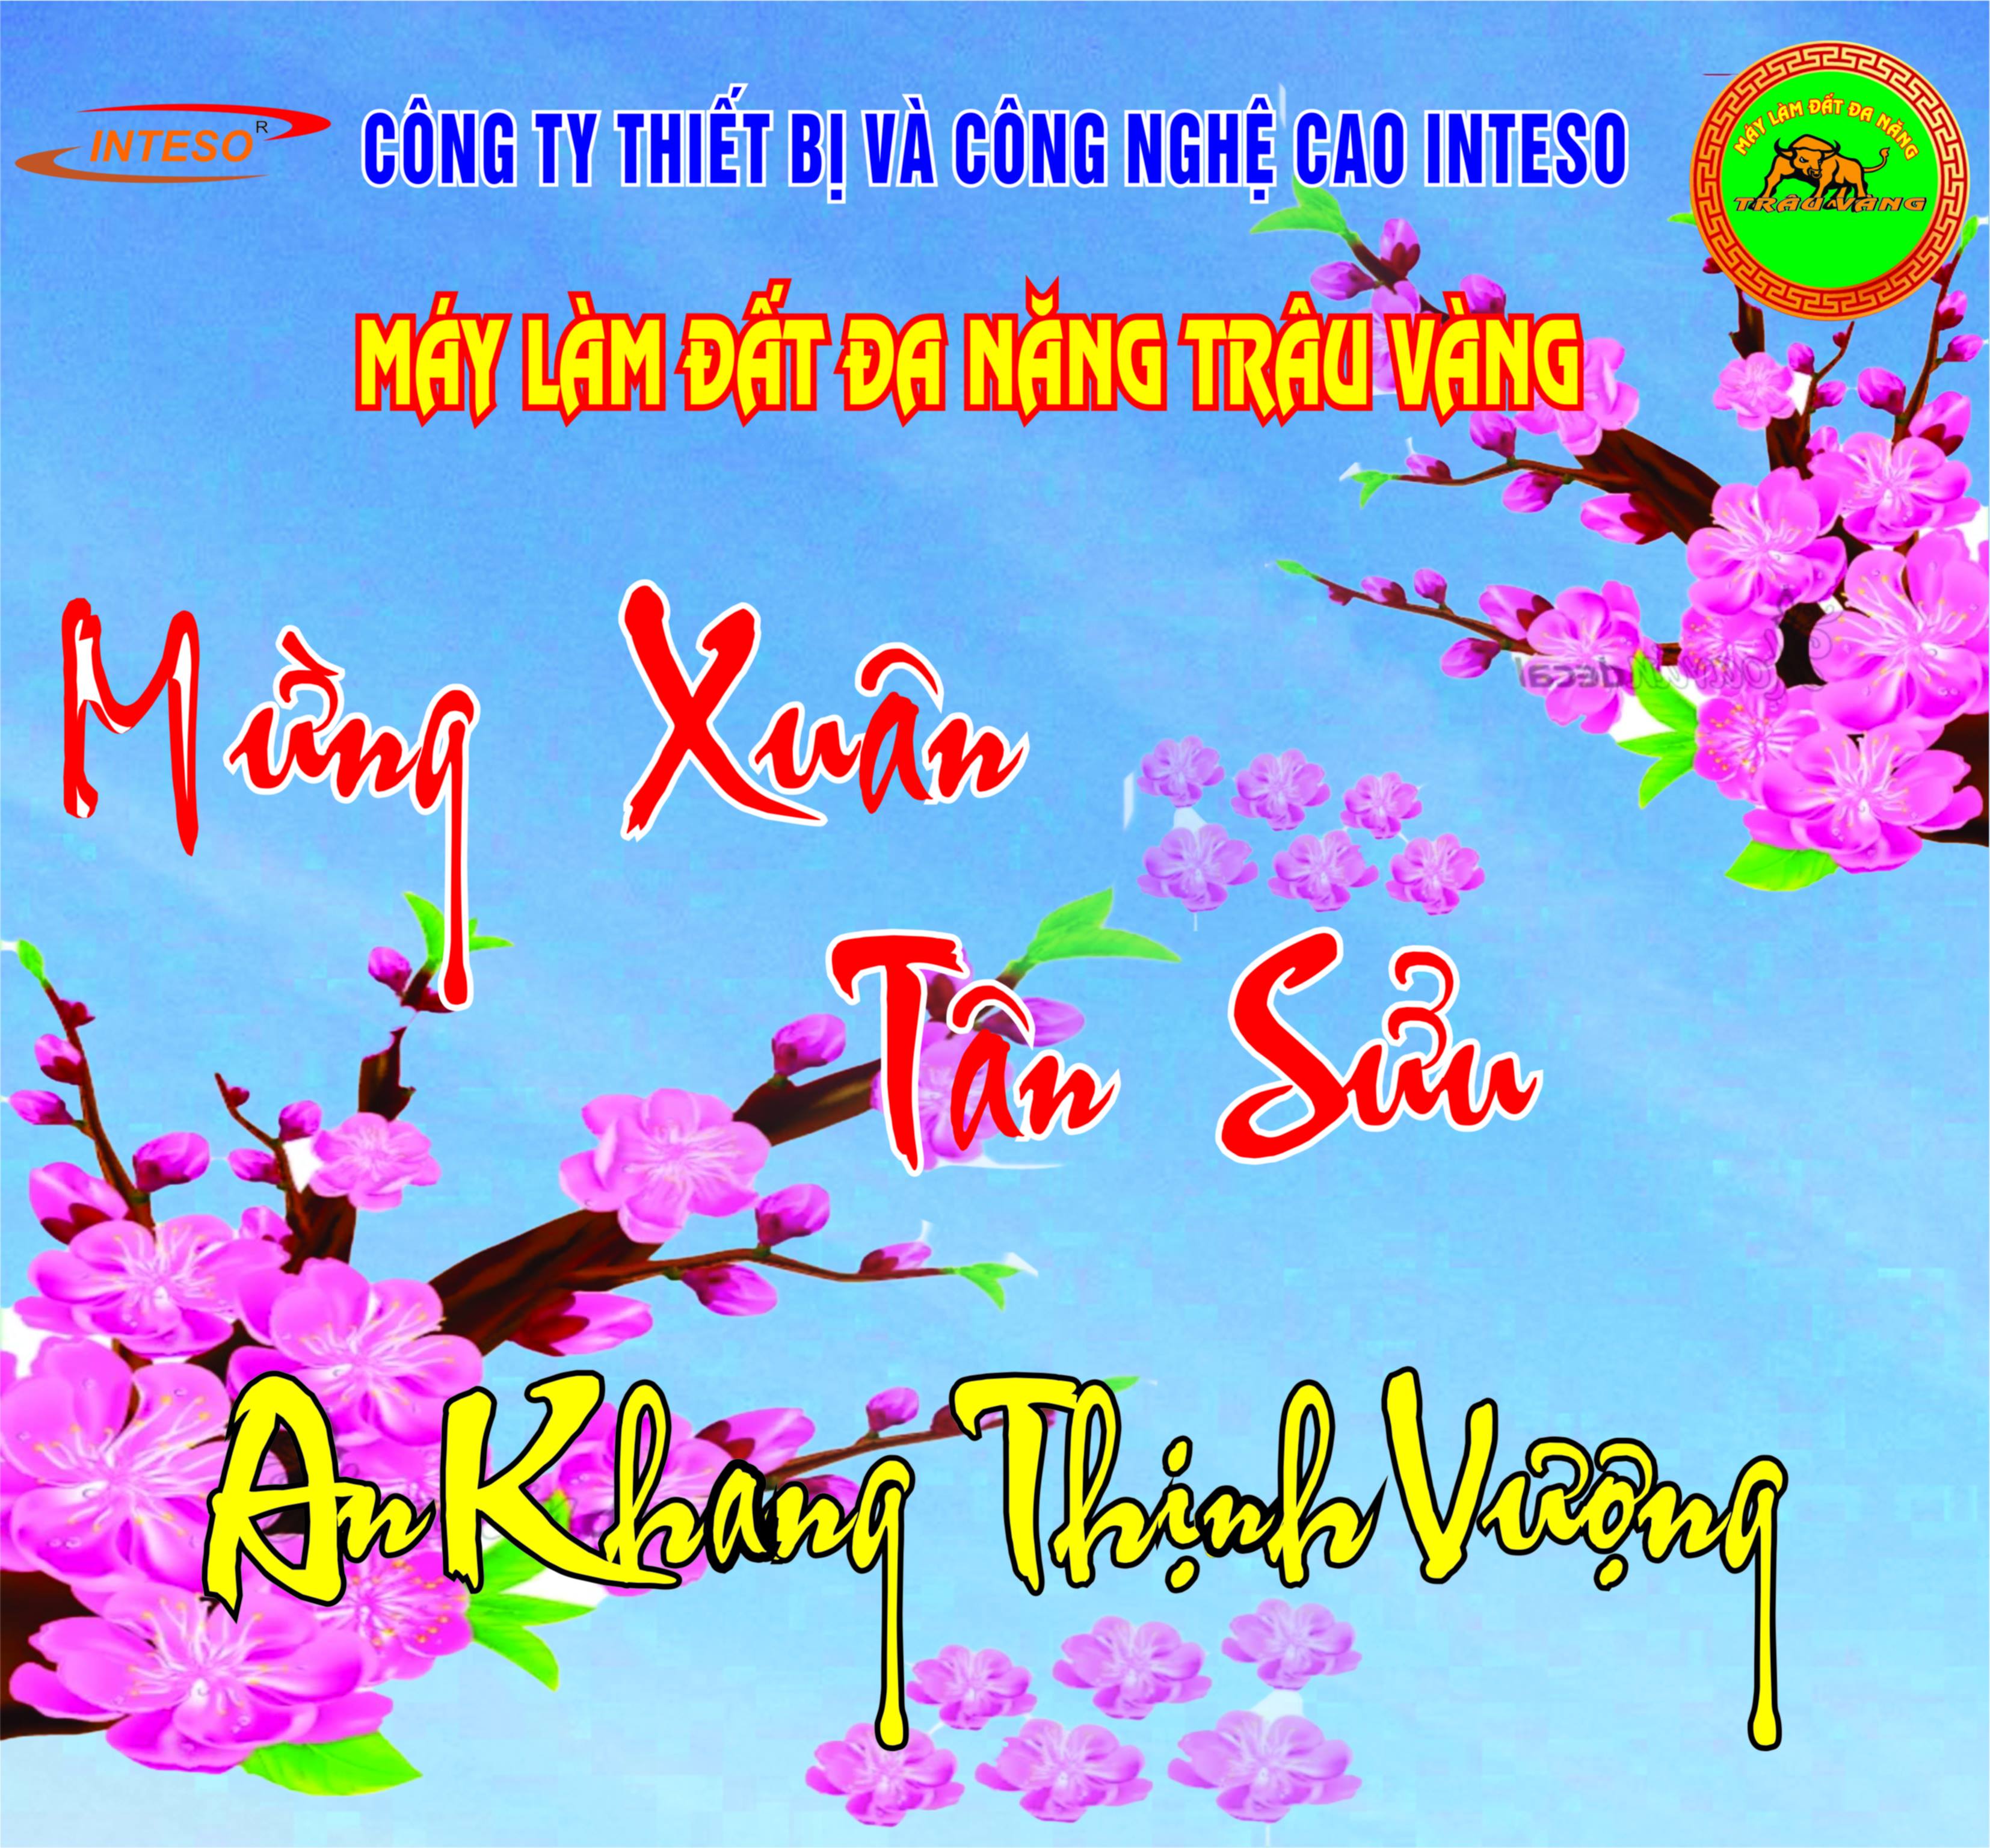 INTESO R
CÔNG TY THIẾT BỊ VÀ CÔNG NGHỆ CAO INTESO
MÁY LÀM ĐẤT ĐA NĂNG
TRÂU VÀNG
MÁY LÀM ĐẤT ĐA NĂNG TRÂU VÀNG
Mừng Xuân
Tân Sửu
An Khang Thịnh Vượng